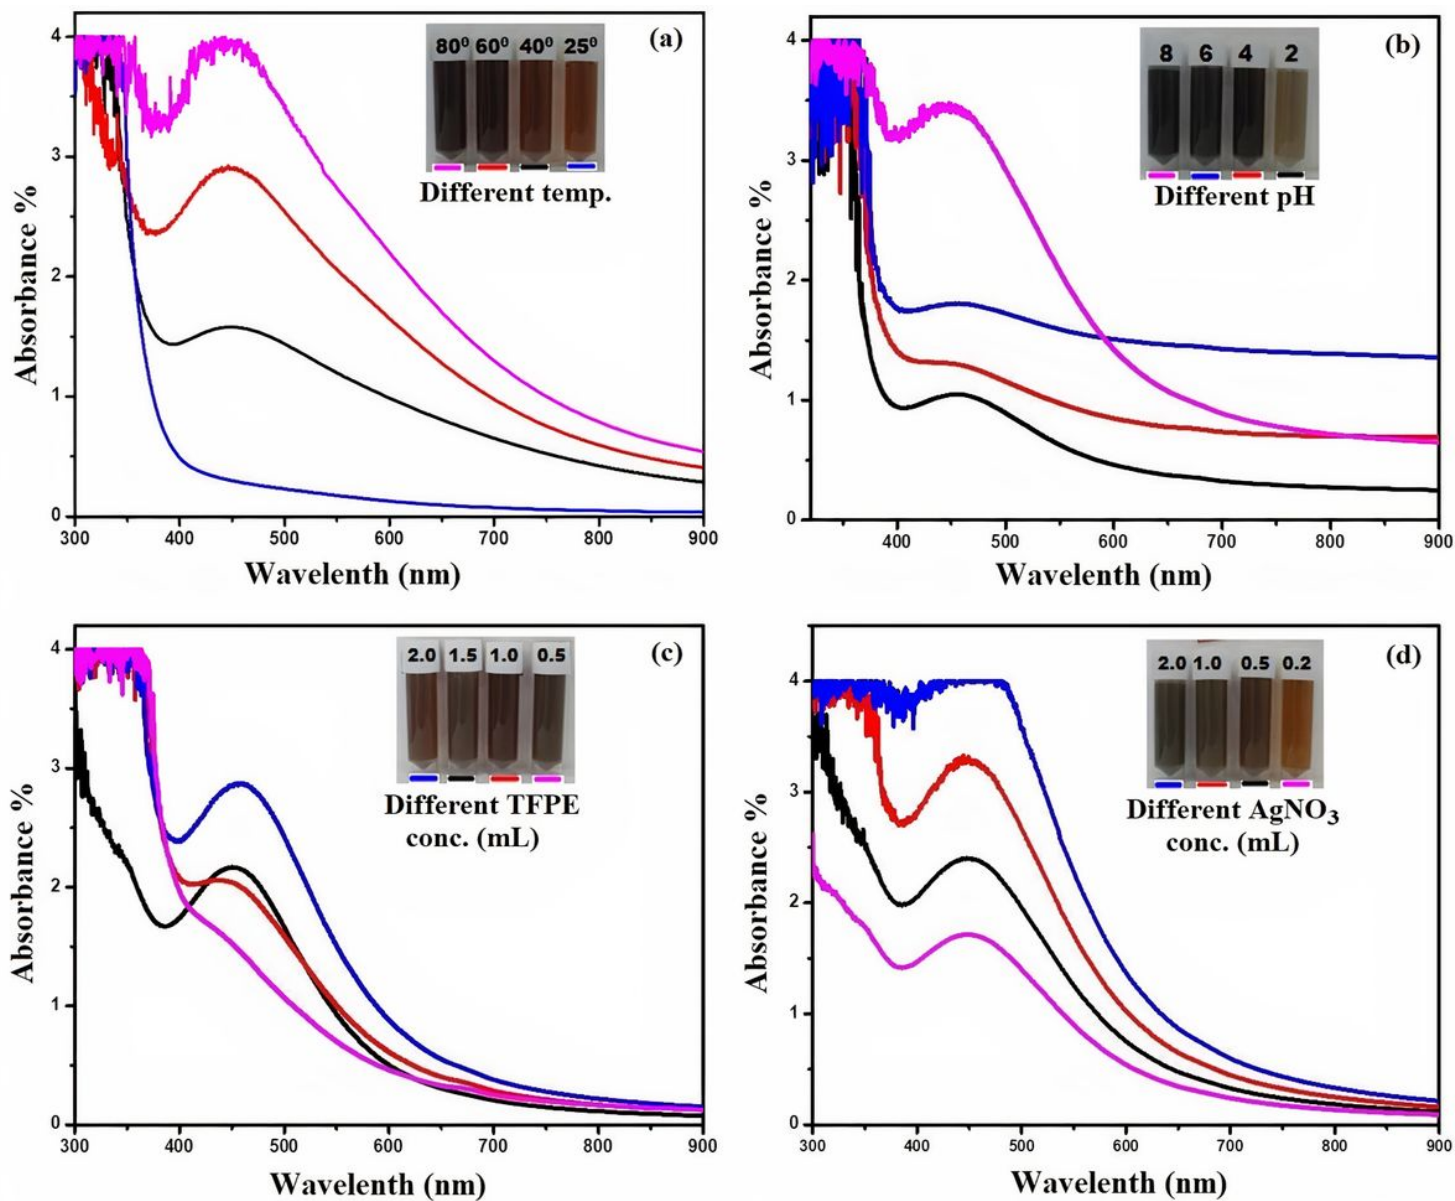 (a)
80⁰ 60⁰ 40⁰ 25⁰
Different temp.
Absorbance %
4
3
2
1
0
300 400 500 600 700 800 900
Wavelenth (nm)
(b)
8 6 4 2
Different pH
Absorbance %
4
3
2
1
0
400 500 600 700 800 900
Wavelenth (nm)
(c)
2.0 1.5 1.0 0.5
Different TFPE
conc. (mL)
Absorbance %
4
3
2
1
0
300 400 500 600 700 800 900
Wavelenth (nm)
(d)
2.0 1.0 0.5 0.2
Different AgNO₃
conc. (mL)
Absorbance %
4
3
2
1
0
300 400 500 600 700 800 900
Wavelenth (nm)